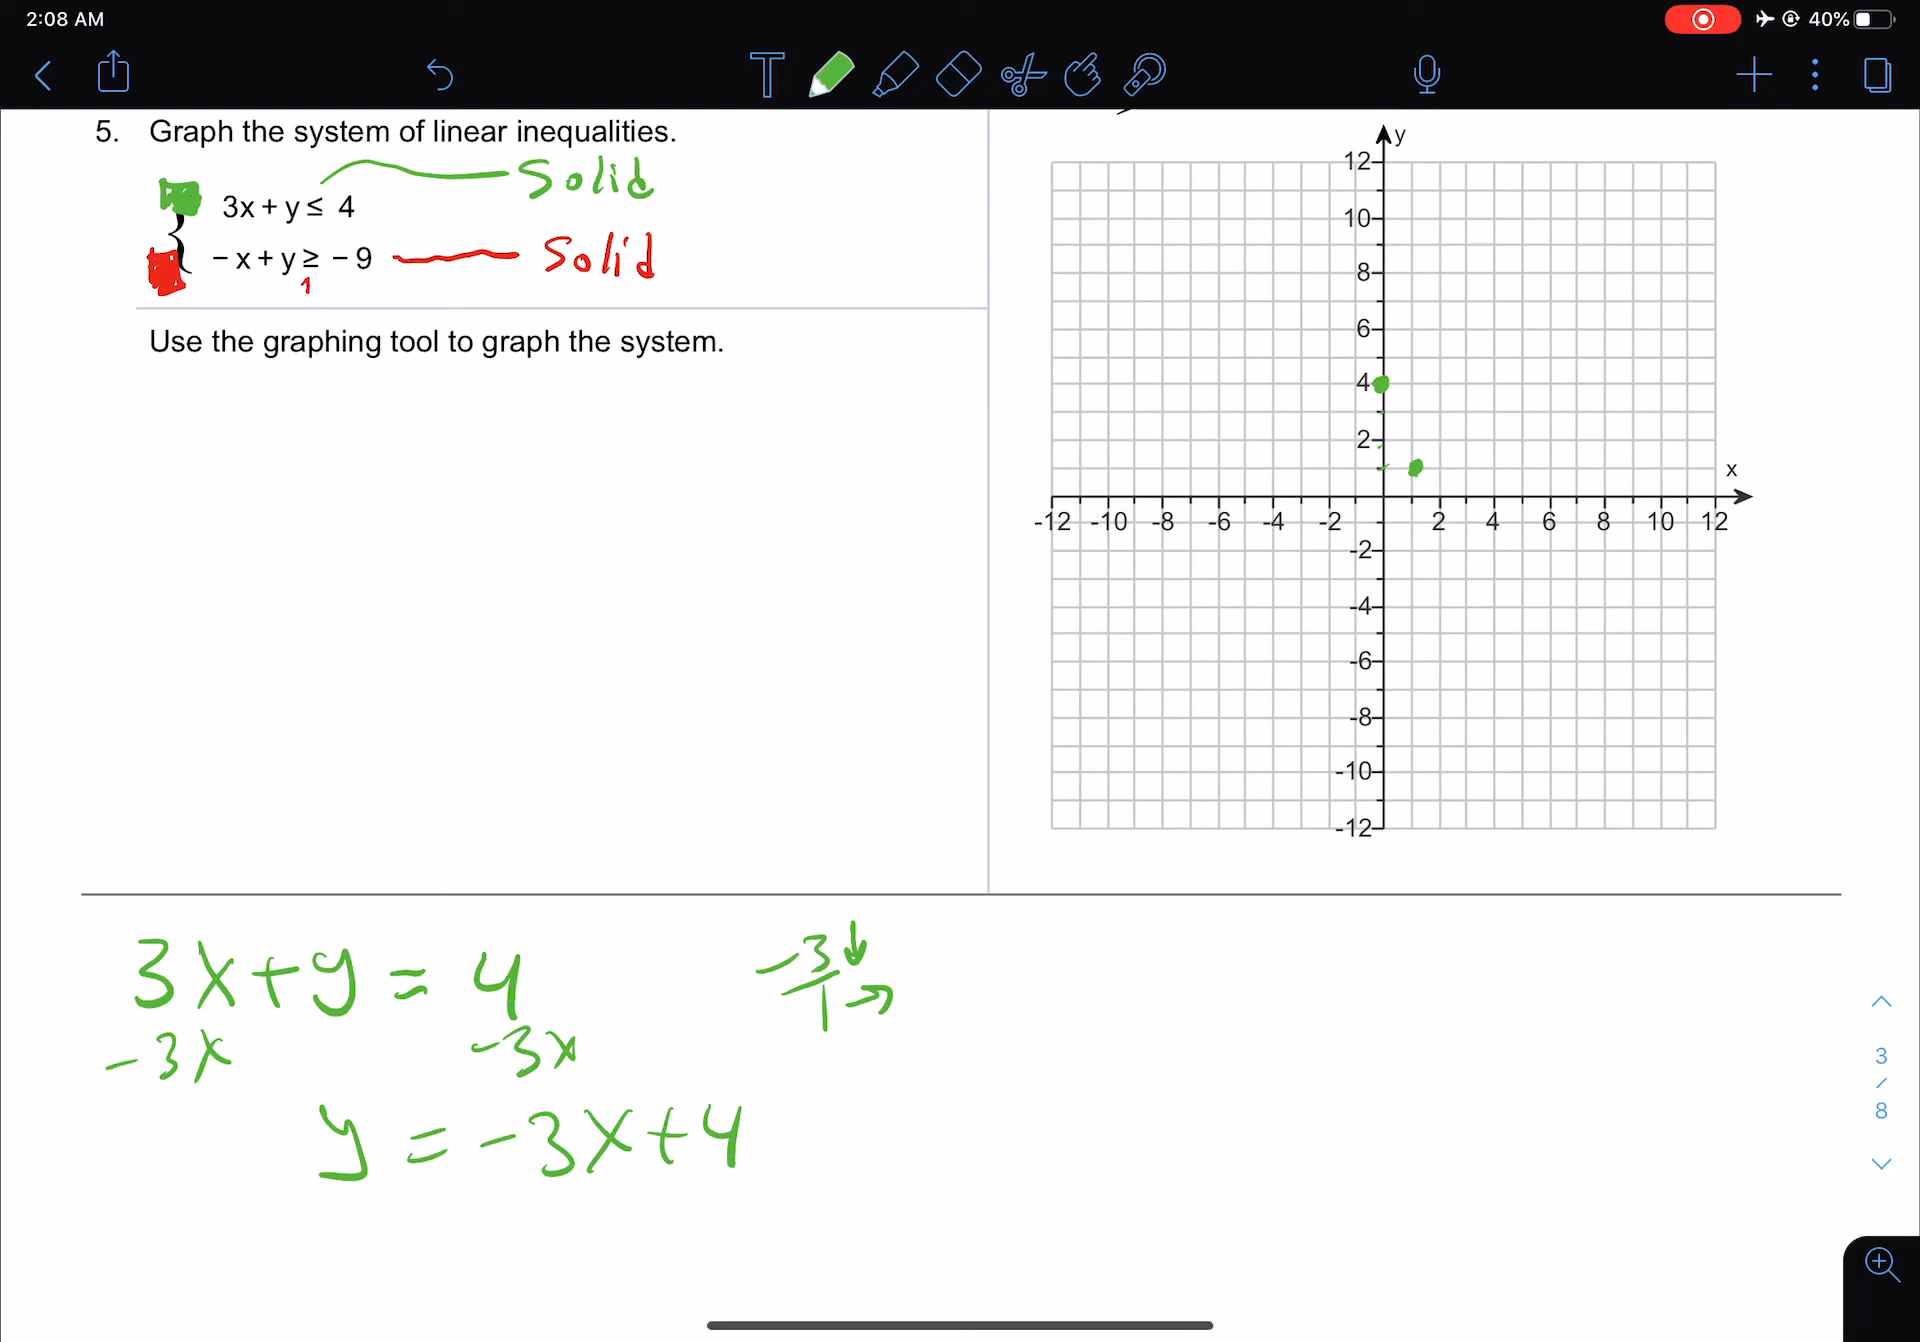 2:08 AM
40%
T
5. Graph the system of linear inequalities.
Solid
3x + y ≤ 4
− x + y ≥ − 9
Solid
1
Use the graphing tool to graph the system.
y
12
10
8
6
4
2
x
-12 -10 -8 -6 -4 -2 2 4 6 8 10 12
-2
-4
-6
-8
-10
-12
3x+y = 4
-3x -3x
y = -3x+4
-3
1
3
/
8